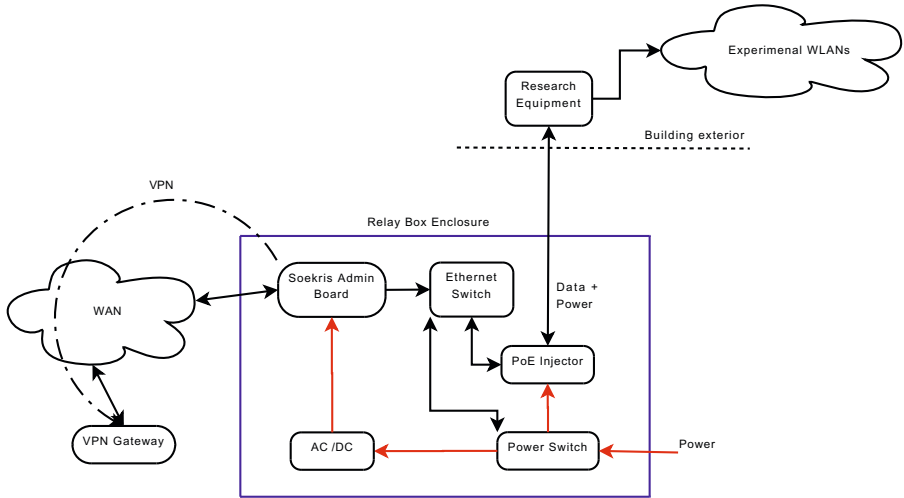 Experimenal WLANs
Research
Equipment
Building exterior
VPN
Relay Box Enclosure
Soekris Admin
Board
Ethernet
Switch
Data +
Power
WAN
PoE Injector
VPN Gateway
AC /DC
Power Switch
Power